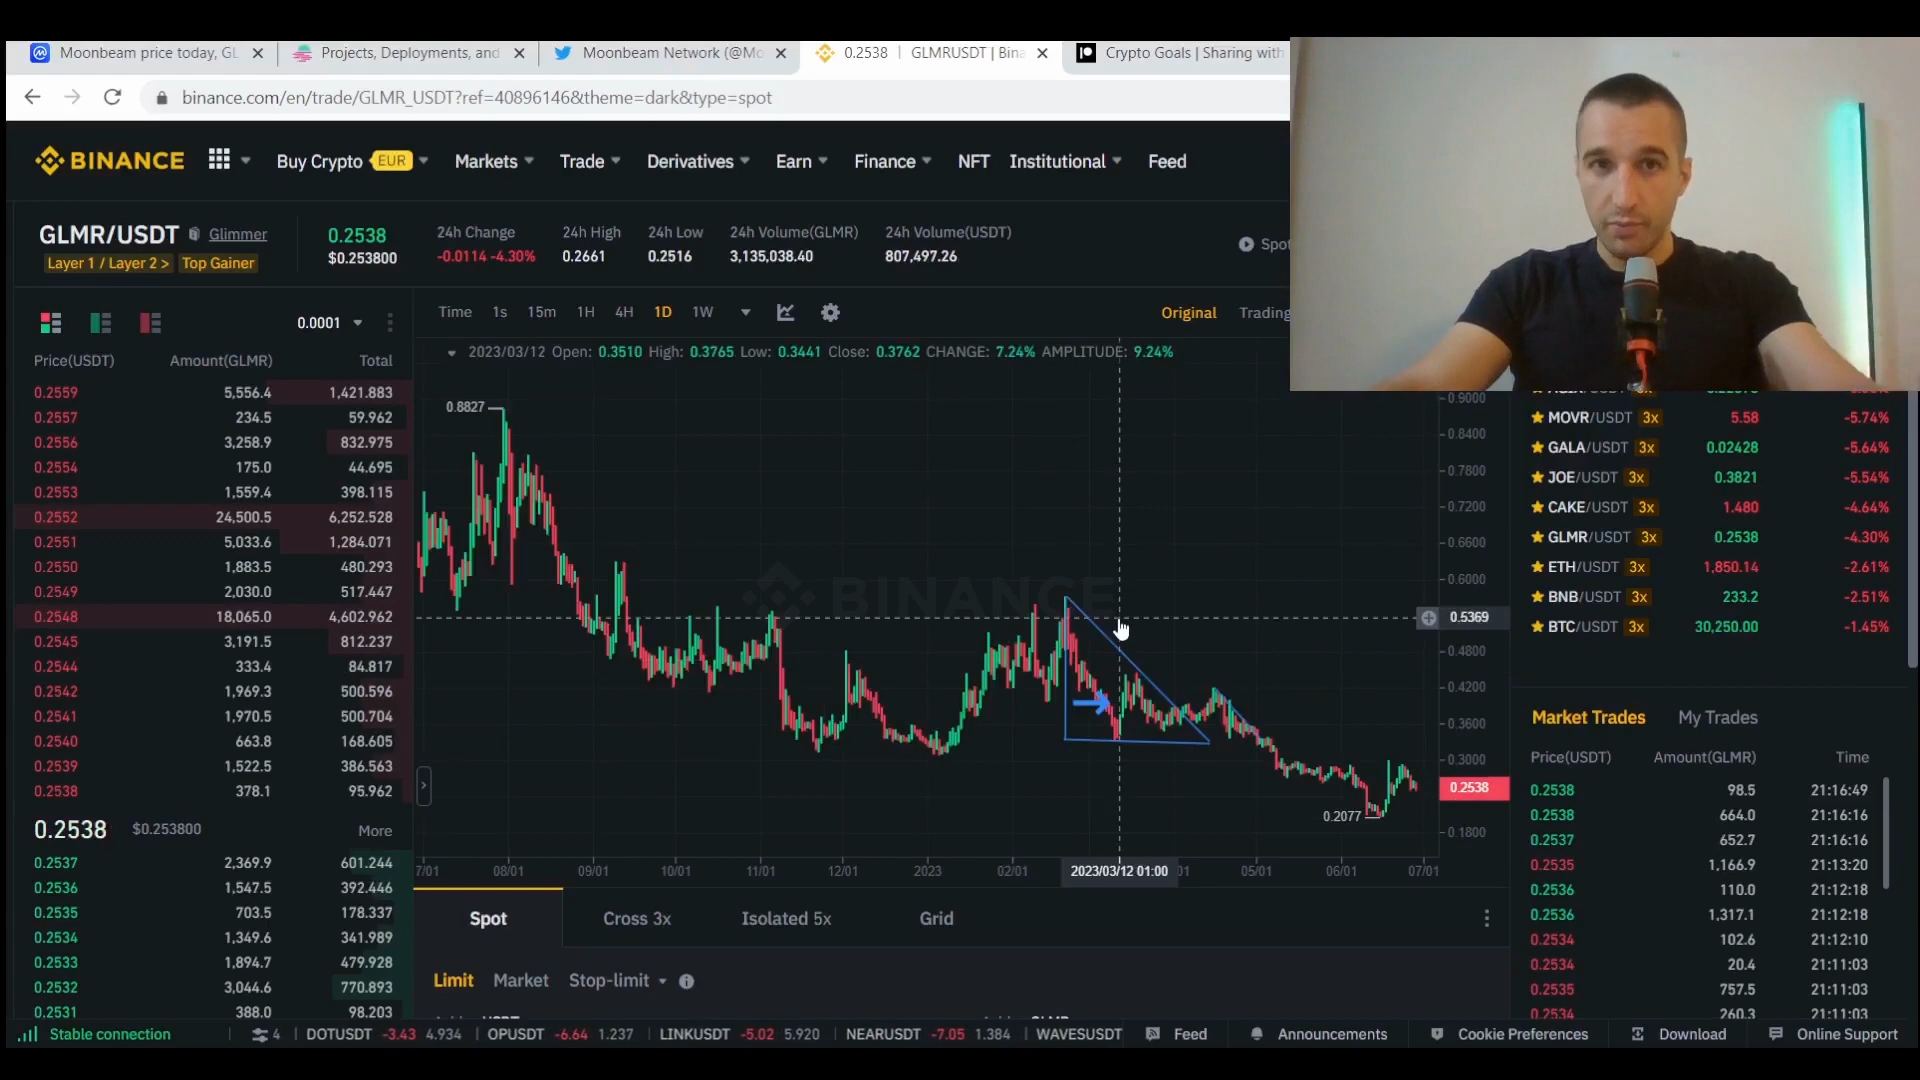 Moonbeam price today, GL
Projects, Deployments, and
Moonbeam Network (@Mo
0.2538 | GLMRUSDT | Bina
Crypto Goals | Sharing with
binance.com/en/trade/GLMR_USDT?ref=40896146&theme=dark&type=spot
BINANCE
Buy Crypto EUR
Markets
Trade
Derivatives
Earn
Finance
NFT
Institutional
Feed
GLMR/USDT Glimmer
Layer 1 / Layer 2 > Top Gainer
0.2538
$0.253800
24h Change
-0.0114 -4.30%
24h High
0.2661
24h Low
0.2516
24h Volume(GLMR)
3,135,038.40
24h Volume(USDT)
807,497.26
Spot
0.0001
Price(USDT) Amount(GLMR) Total
0.2559 5,556.4 1,421.883
0.2557 234.5 59.962
0.2556 3,258.9 832.975
0.2554 175.0 44.695
0.2553 1,559.4 398.115
0.2552 24,500.5 6,252.528
0.2551 5,033.6 1,284.071
0.2550 1,883.5 480.293
0.2549 2,030.0 517.447
0.2548 18,065.0 4,602.962
0.2545 3,191.5 812.237
0.2544 333.4 84.817
0.2542 1,969.3 500.596
0.2541 1,970.5 500.704
0.2540 663.8 168.605
0.2539 1,522.5 386.563
0.2538 378.1 95.962
0.2538 $0.253800 More
0.2537 2,369.9 601.244
0.2536 1,547.5 392.446
0.2535 703.5 178.337
0.2534 1,349.6 341.989
0.2533 1,894.7 479.928
0.2532 3,044.6 770.893
0.2531 388.0 98.203
Time 1s 15m 1H 4H 1D 1W
Original Trading
2023/03/12 Open: 0.3510 High: 0.3765 Low: 0.3441 Close: 0.3762 CHANGE: 7.24% AMPLITUDE: 9.24%
0.8827
BINANCE
0.2077
0.9000
0.8400
0.7800
0.7200
0.6600
0.6000
0.5369
0.4800
0.4200
0.3600
0.3000
0.2538
0.1800
7/01 08/01 09/01 10/01 11/01 12/01 2023 02/01 2023/03/12 01:00 01 05/01 06/01 07/01
Spot Cross 3x Isolated 5x Grid
Limit Market Stop-limit
MOVR/USDT 3x 5.58 -5.74%
GALA/USDT 3x 0.02428 -5.64%
JOE/USDT 3x 0.3821 -5.54%
CAKE/USDT 3x 1.480 -4.64%
GLMR/USDT 3x 0.2538 -4.30%
ETH/USDT 3x 1,850.14 -2.61%
BNB/USDT 3x 233.2 -2.51%
BTC/USDT 3x 30,250.00 -1.45%
Market Trades My Trades
Price(USDT) Amount(GLMR) Time
0.2538 98.5 21:16:49
0.2538 664.0 21:16:16
0.2537 652.7 21:16:16
0.2535 1,166.9 21:13:20
0.2536 110.0 21:12:18
0.2536 1,317.1 21:12:18
0.2534 102.6 21:12:10
0.2534 20.4 21:11:03
0.2535 757.5 21:11:03
0.2534 260.3 21:11:03
Stable connection
4 DOTUSDT -3.43 4.934 OPUSDT -6.64 1.237 LINKUSDT -5.02 5.920 NEARUSDT -7.05 1.384 WAVESUSDT
Feed Announcements Cookie Preferences Download Online Support